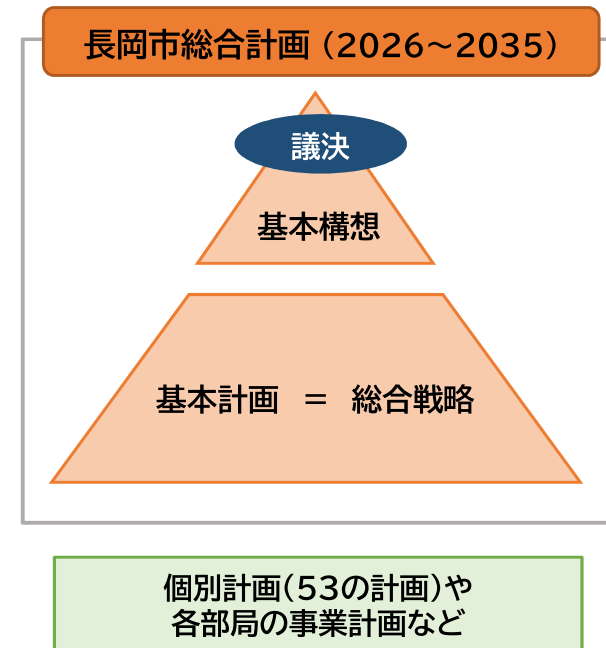 長岡市総合計画（2026～2035）
議決
基本構想
基本計画 ＝ 総合戦略
個別計画（53の計画）や
各部局の事業計画など